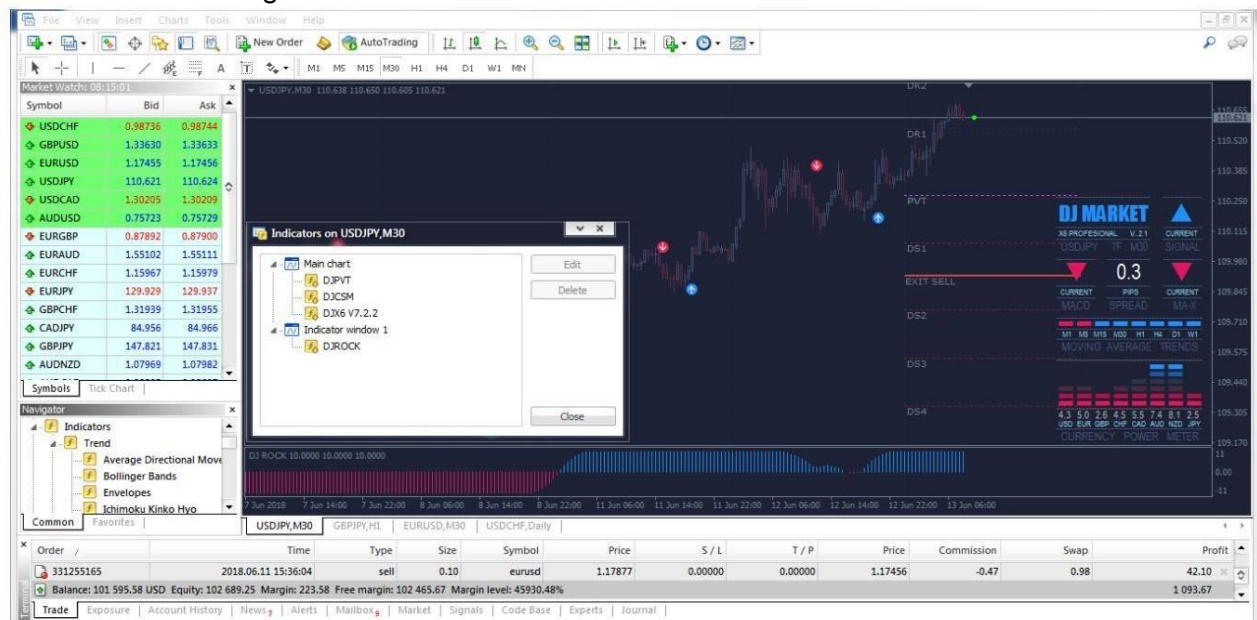 File View Insert Charts Tools Window Help
New Order AutoTrading
A T M1 M5 M15 M30 H1 H4 D1 W1 MN
Market Watch: 08:15:01
Symbol Bid Ask
USDCHF 0.98736 0.98744
GBPUSD 1.33630 1.33633
EURUSD 1.17455 1.17456
USDJPY 110.621 110.624
USDCAD 1.30205 1.30209
AUDUSD 0.75723 0.75729
EURGBP 0.87892 0.87900
EURAUD 1.55102 1.55111
EURCHF 1.15967 1.15979
EURJPY 129.929 129.937
GBPCHF 1.31939 1.31955
CADJPY 84.956 84.966
GBPJPY 147.821 147.831
AUDNZD 1.07969 1.07982
Symbols Tick Chart
Navigator
Indicators
Trend
Average Directional Move
Bollinger Bands
Envelopes
Ichimoku Kinko Hyo
Common Favorites
USDJPY,M30 110.638 110.650 110.605 110.621
DR2
DR1
PVT
DS1
EXIT SELL
DS2
DS3
DS4
110.655
110.621
110.520
110.385
110.250
110.115
109.980
109.845
109.710
109.575
109.440
109.305
109.170
Indicators on USDJPY,M30
Main chart
DJPVT
DJCSM
DJX6 V7.2.2
Indicator window 1
DJROCK
Edit
Delete
Close
DJ MARKET
X6 PROFESIONAL V.2.1 CURRENT
USDJPY TF : M30 SIGNAL
0.3
CURRENT PIPS CURRENT
MACD SPREAD MA-X
M1 M5 M15 M30 H1 H4 D1 W1
MOVING AVERAGE TRENDS
4.3 5.0 2.6 4.5 5.5 7.4 8.1 2.5
USD EUR GBP CHF CAD AUD NZD JPY
CURRENCY POWER METER
DJ ROCK 10.0000 10.0000 10.0000
11
0.00
-11
7 Jun 2018 7 Jun 14:00 7 Jun 22:00 8 Jun 06:00 8 Jun 14:00 8 Jun 22:00 11 Jun 06:00 11 Jun 14:00 11 Jun 22:00 12 Jun 06:00 12 Jun 14:00 12 Jun 22:00 13 Jun 06:00
USDJPY,M30 GBPJPY,H1 EURUSD,M30 USDCHF,Daily
Order / Time Type Size Symbol Price S / L T / P Price Commission Swap Profit
331255165 2018.06.11 15:36:04 sell 0.10 eurusd 1.17877 0.00000 0.00000 1.17456 -0.47 0.98 42.10
Balance: 101 595.58 USD Equity: 102 689.25 Margin: 223.58 Free margin: 102 465.67 Margin level: 45930.48% 1 093.67
Terminal
Trade Exposure Account History News 7 Alerts Mailbox 9 Market Signals Code Base Experts Journal